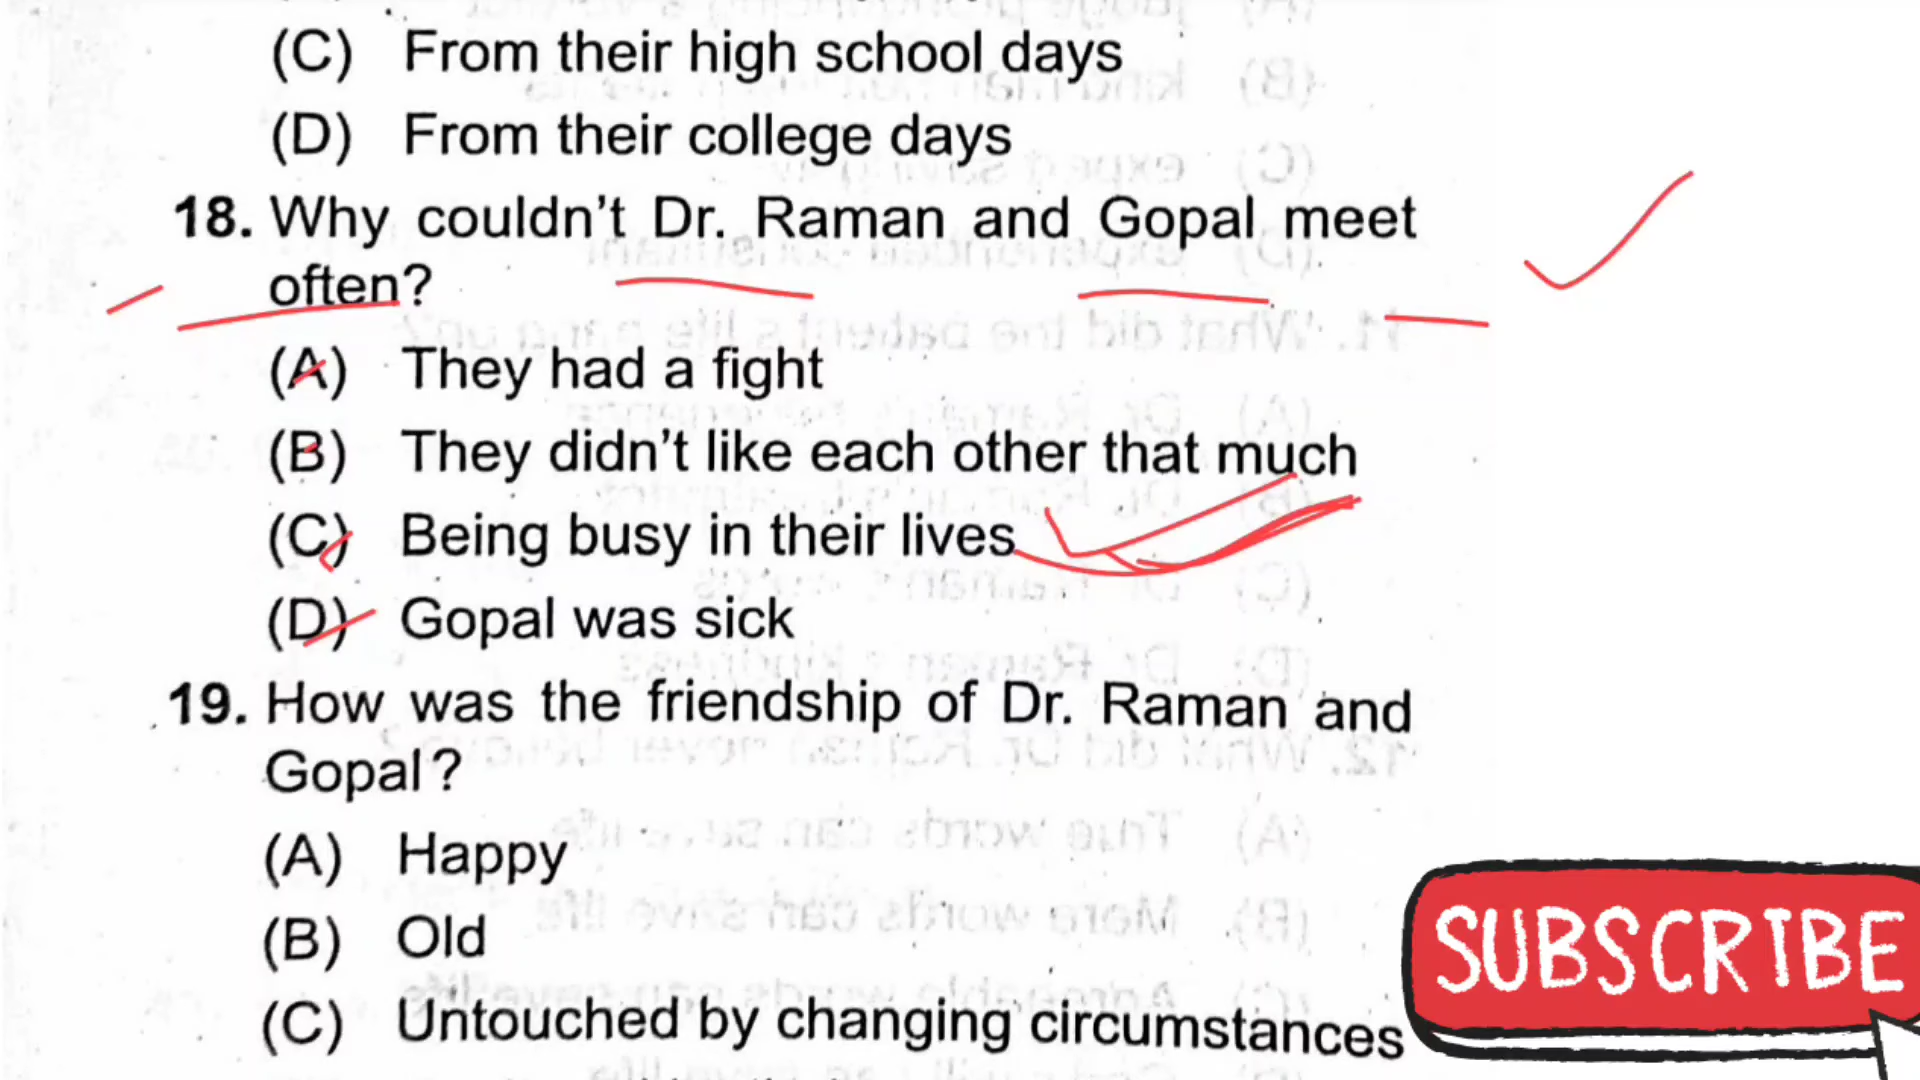 (C) From their high school days
(D) From their college days
18. Why couldn't Dr. Raman and Gopal meet
often?
(A) They had a fight
(B) They didn't like each other that much
(C) Being busy in their lives
(D) Gopal was sick
19. How was the friendship of Dr. Raman and
Gopal?
(A) Happy
(B) Old
(C) Untouched by changing circumstances
SUBSCRIBE